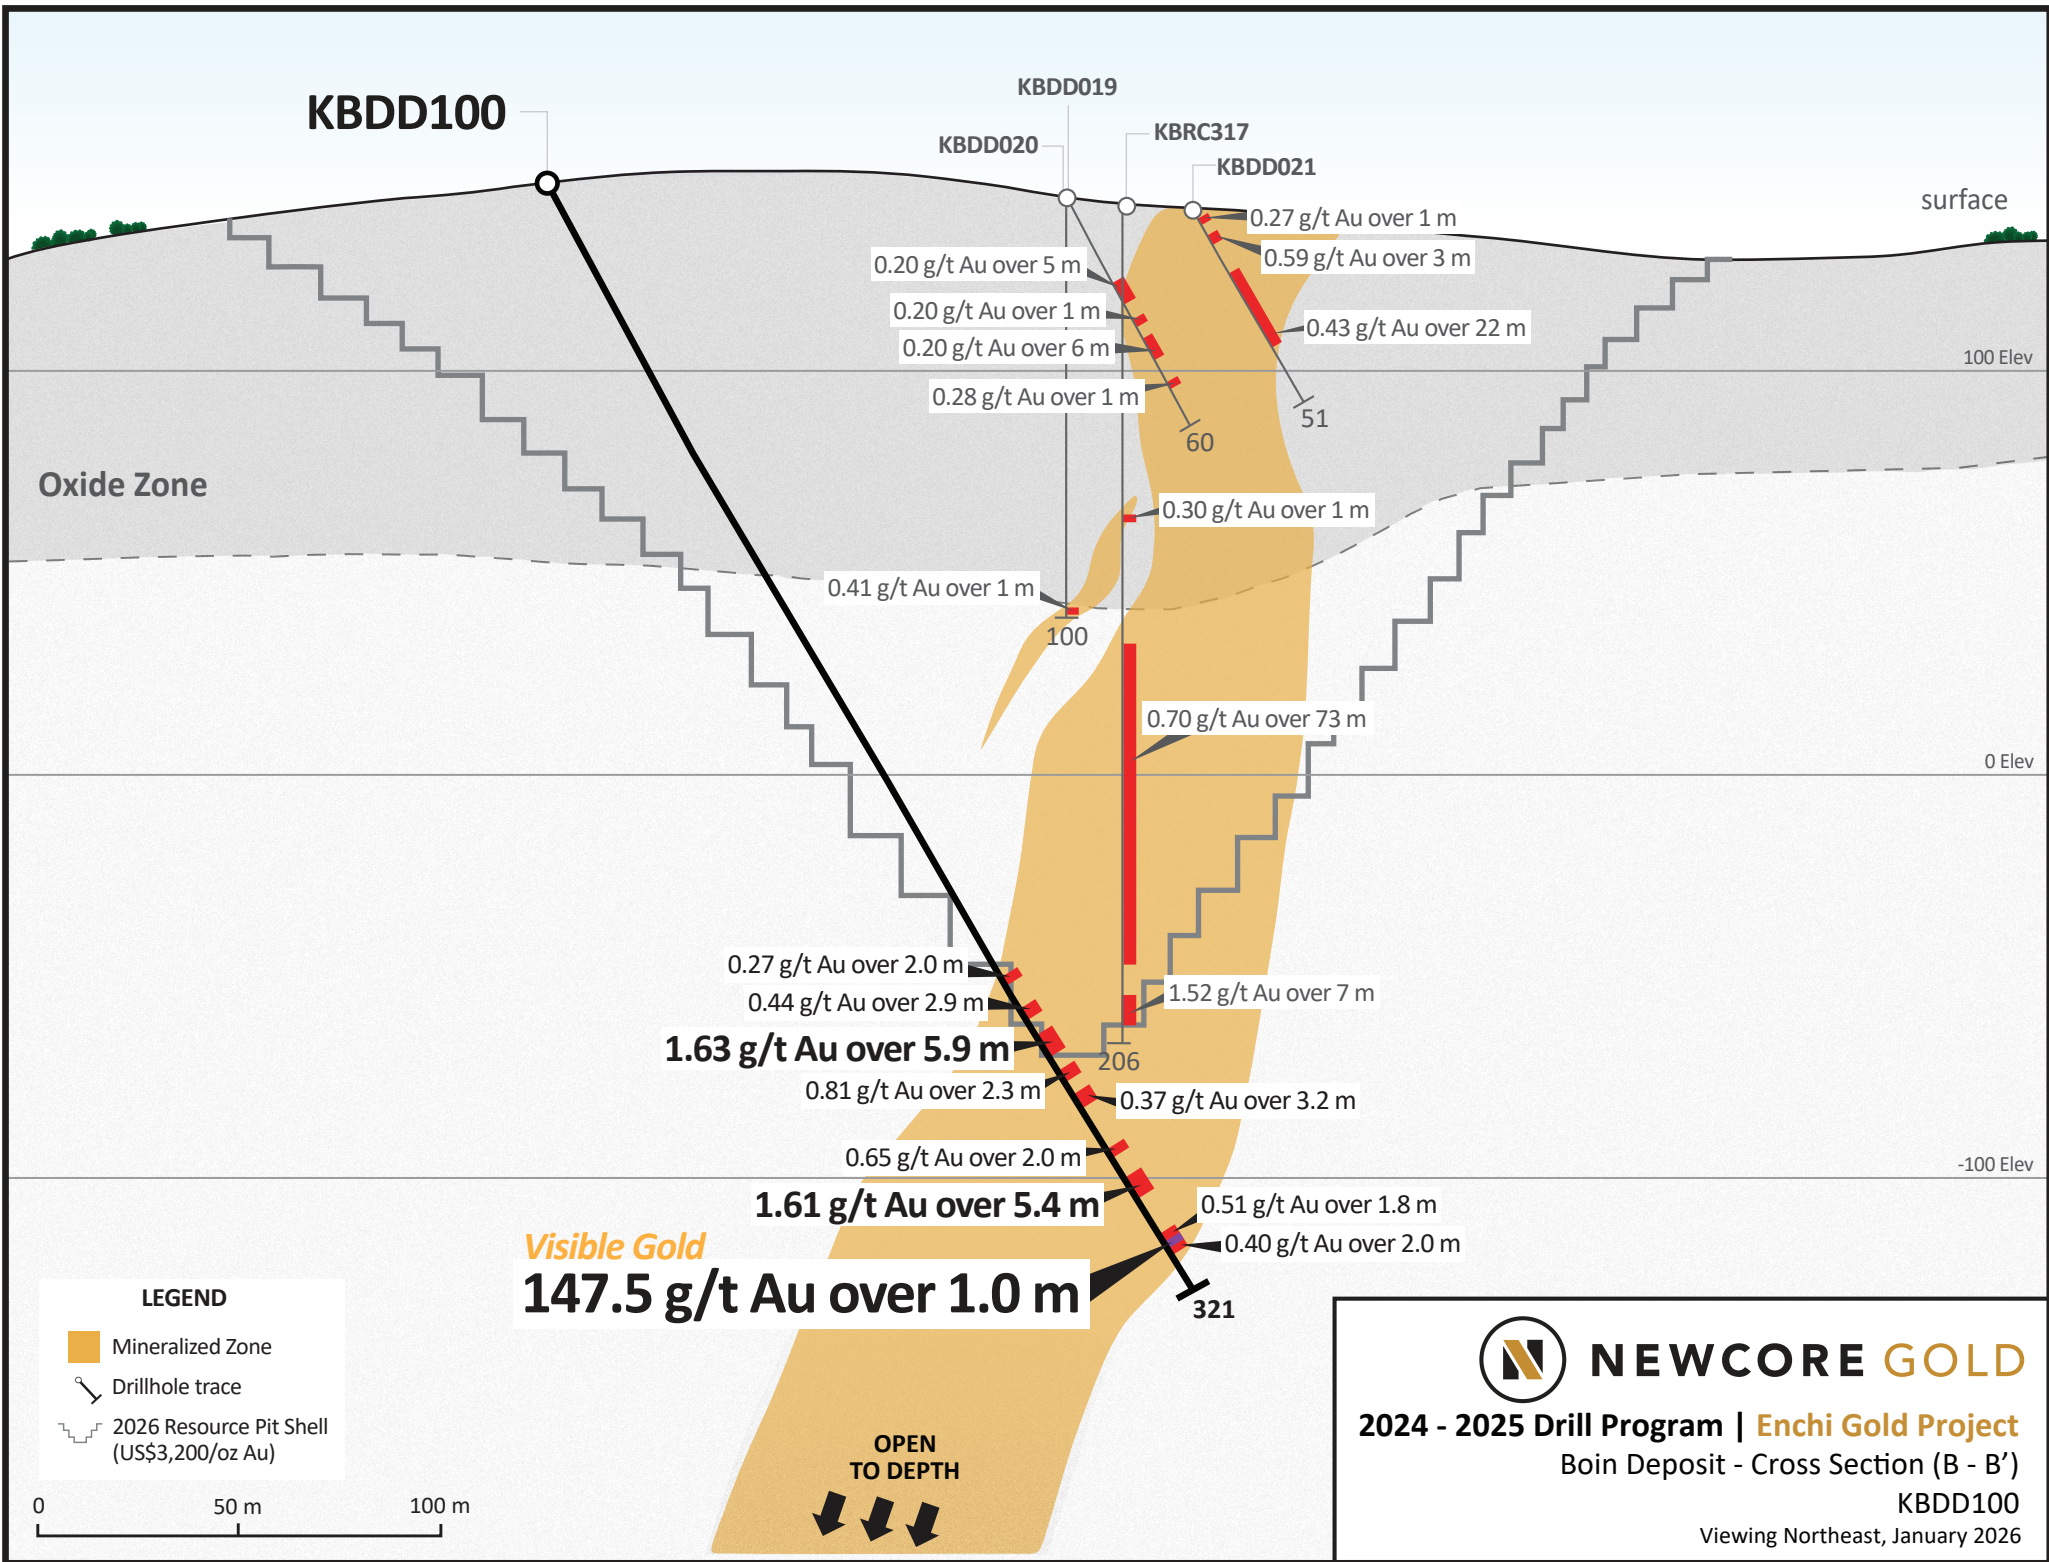 KBDD019
KBDD100
KBRC317
KBDD020
KBDD021
surface
0.27 g/t Au over 1 m
0.59 g/t Au over 3 m
0.20 g/t Au over 5 m
0.20 g/t Au over 1 m
0.43 g/t Au over 22 m
0.20 g/t Au over 6 m
100 Elev
0.28 g/t Au over 1 m
51
60
Oxide Zone
0.30 g/t Au over 1 m
0.41 g/t Au over 1 m
100
0.70 g/t Au over 73 m
0 Elev
0.27 g/t Au over 2.0 m
0.44 g/t Au over 2.9 m
1.52 g/t Au over 7 m
1.63 g/t Au over 5.9 m
206
0.81 g/t Au over 2.3 m
0.37 g/t Au over 3.2 m
0.65 g/t Au over 2.0 m
-100 Elev
1.61 g/t Au over 5.4 m
0.51 g/t Au over 1.8 m
0.40 g/t Au over 2.0 m
Visible Gold
147.5 g/t Au over 1.0 m
321
LEGEND
Mineralized Zone
Drillhole trace
2026 Resource Pit Shell
(US$3,200/oz Au)
0 50 m 100 m
OPEN
TO DEPTH
NEWCORE GOLD
2024 - 2025 Drill Program | Enchi Gold Project
Boin Deposit - Cross Section (B - B’)
KBDD100
Viewing Northeast, January 2026